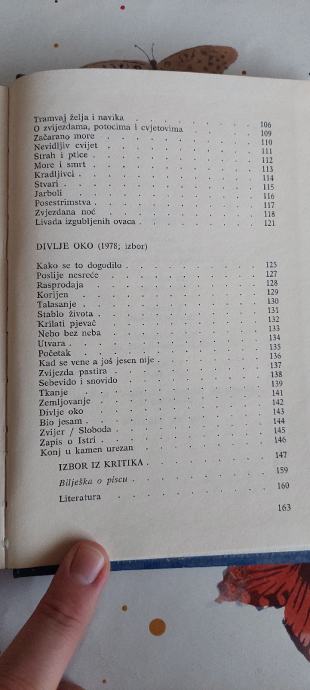 Tramvaj želja i navika . . . . . . 106
O zvijezdama, potocima i cvjetovima . . . . 109
Začarano more . . . . . . . 110
Nevidljiv cvijet . . . . . . . 111
Strah i ptice . . . . . . . 112
More i smrt . . . . . . . 113
Kradljivci . . . . . . . 114
Stvari . . . . . . . . 115
Jarboli . . . . . . . . 116
Posestrimstva . . . . . . . 117
Zvjezdana noć . . . . . . . 118
Livada izgubljenih ovaca . . . . . 121
DIVLJE OKO (1978; izbor)
Kako se to dogodilo . . . . . . 125
Poslije nesreće . . . . . . . 127
Rasprodaja . . . . . . . 128
Korijen . . . . . . . . 129
Talasanje . . . . . . . 130
Stablo života . . . . . . . 131
Krilati pjevač . . . . . . . 132
Nebo bez neba . . . . . . . 133
Utvara . . . . . . . . 134
Početak . . . . . . . . 135
Kad se vene a još jesen nije . . . . . 136
Zvijezda pastira . . . . . . . 137
Sebevido i snovido . . . . . . 138
Tkanje . . . . . . . . 139
Zemljovanje . . . . . . . 141
Divlje oko . . . . . . . 142
Bio jesam . . . . . . . 143
Zvijer / Sloboda . . . . . . . 144
Zapis o Istri . . . . . . . 145
Konj u kamen urezan . . . . . . 146
IZBOR IZ KRITIKA . . . . . . 147
Bilješka o piscu . . . . . . 159
Literatura . . . . . . . 160
163